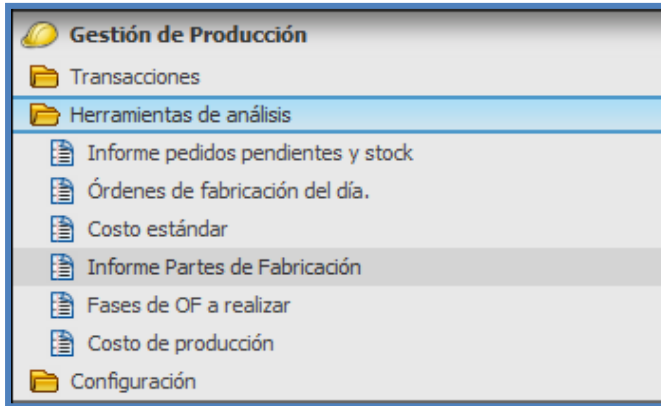 Gestión de Producción
Transacciones
Herramientas de análisis
Informe pedidos pendientes y stock
Órdenes de fabricación del día.
Costo estándar
Informe Partes de Fabricación
Fases de OF a realizar
Costo de producción
Configuración